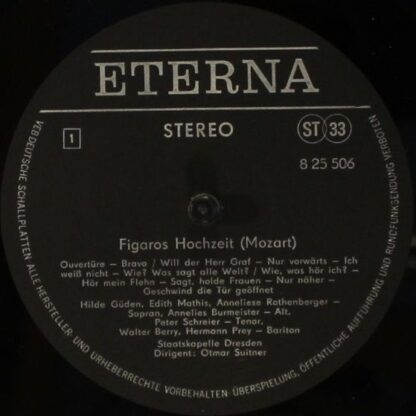 ETERNA
1
STEREO
ST 33
8 25 506
Figaros Hochzeit (Mozart)
Ouvertüre – Bravo / Will der Herr Graf – Nur vorwärts – Ich
weiß nicht – Wie? Was sagt alle Welt? / Wie, was hör ich? –
Hör mein Flehn – Sagt, holde Frauen – Nur näher –
Geschwind die Tür geöffnet
Hilde Güden, Edith Mathis, Anneliese Rothenberger –
Sopran, Annelies Burmeister – Alt,
Peter Schreier – Tenor,
Walter Berry, Hermann Prey – Bariton
Staatskapelle Dresden
Dirigent: Otmar Suitner
VEB DEUTSCHE SCHALLPLATTEN ALLE HERSTELLER- UND URHEBERRECHTE VORBEHALTEN ÜBERSPIELUNG, ÖFFENTLICHE AUFFÜHRUNG UND RUNDFUNKSENDUNG VERBOTEN